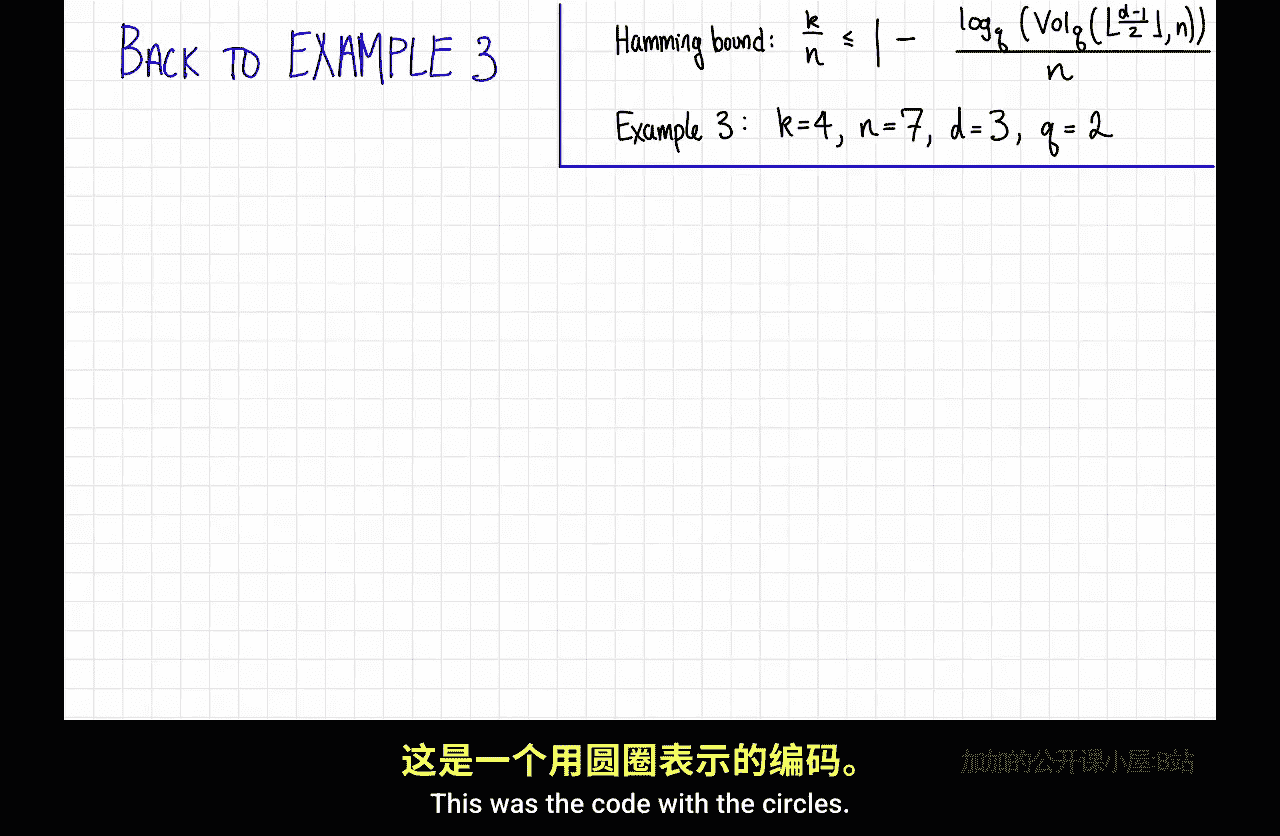 BACK TO EXAMPLE 3
Hamming bound: k/n ≤ 1 - log_q (Vol_q(⌊(d-1)/2⌋, n)) / n
Example 3: k=4, n=7, d=3, q=2
这是一个用圆圈表示的编码。
加加的公开课小屋:B站
This was the code with the circles.